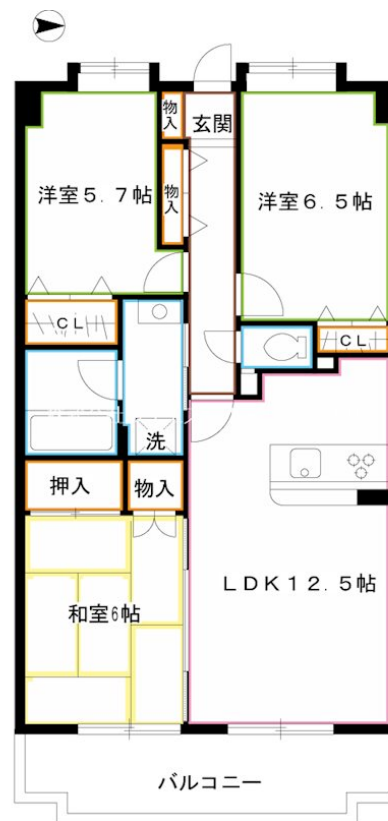 物入
玄関
物入
洋室5.7帖
洋室6.5帖
CL
CL
洗
押入
物入
LDK12.5帖
和室6帖
バルコニー